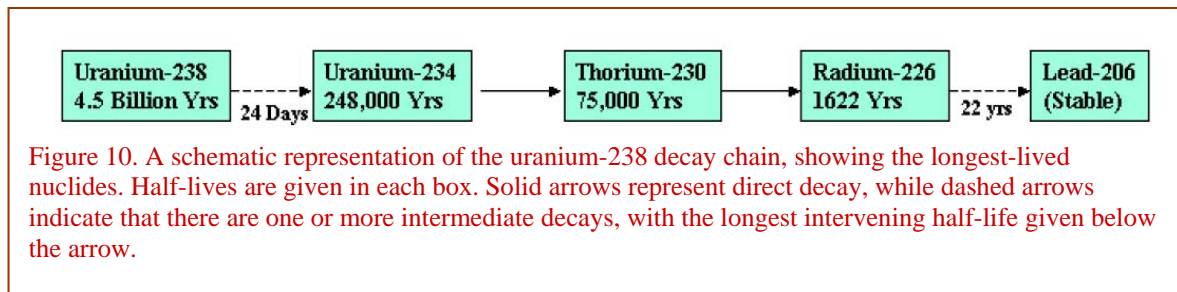 Uranium-238
4.5 Billion Yrs
24 Days
Uranium-234
248,000 Yrs
Thorium-230
75,000 Yrs
Radium-226
1622 Yrs
22 yrs
Lead-206
(Stable)
Figure 10. A schematic representation of the uranium-238 decay chain, showing the longest-lived
nuclides. Half-lives are given in each box. Solid arrows represent direct decay, while dashed arrows
indicate that there are one or more intermediate decays, with the longest intervening half-life given below
the arrow.